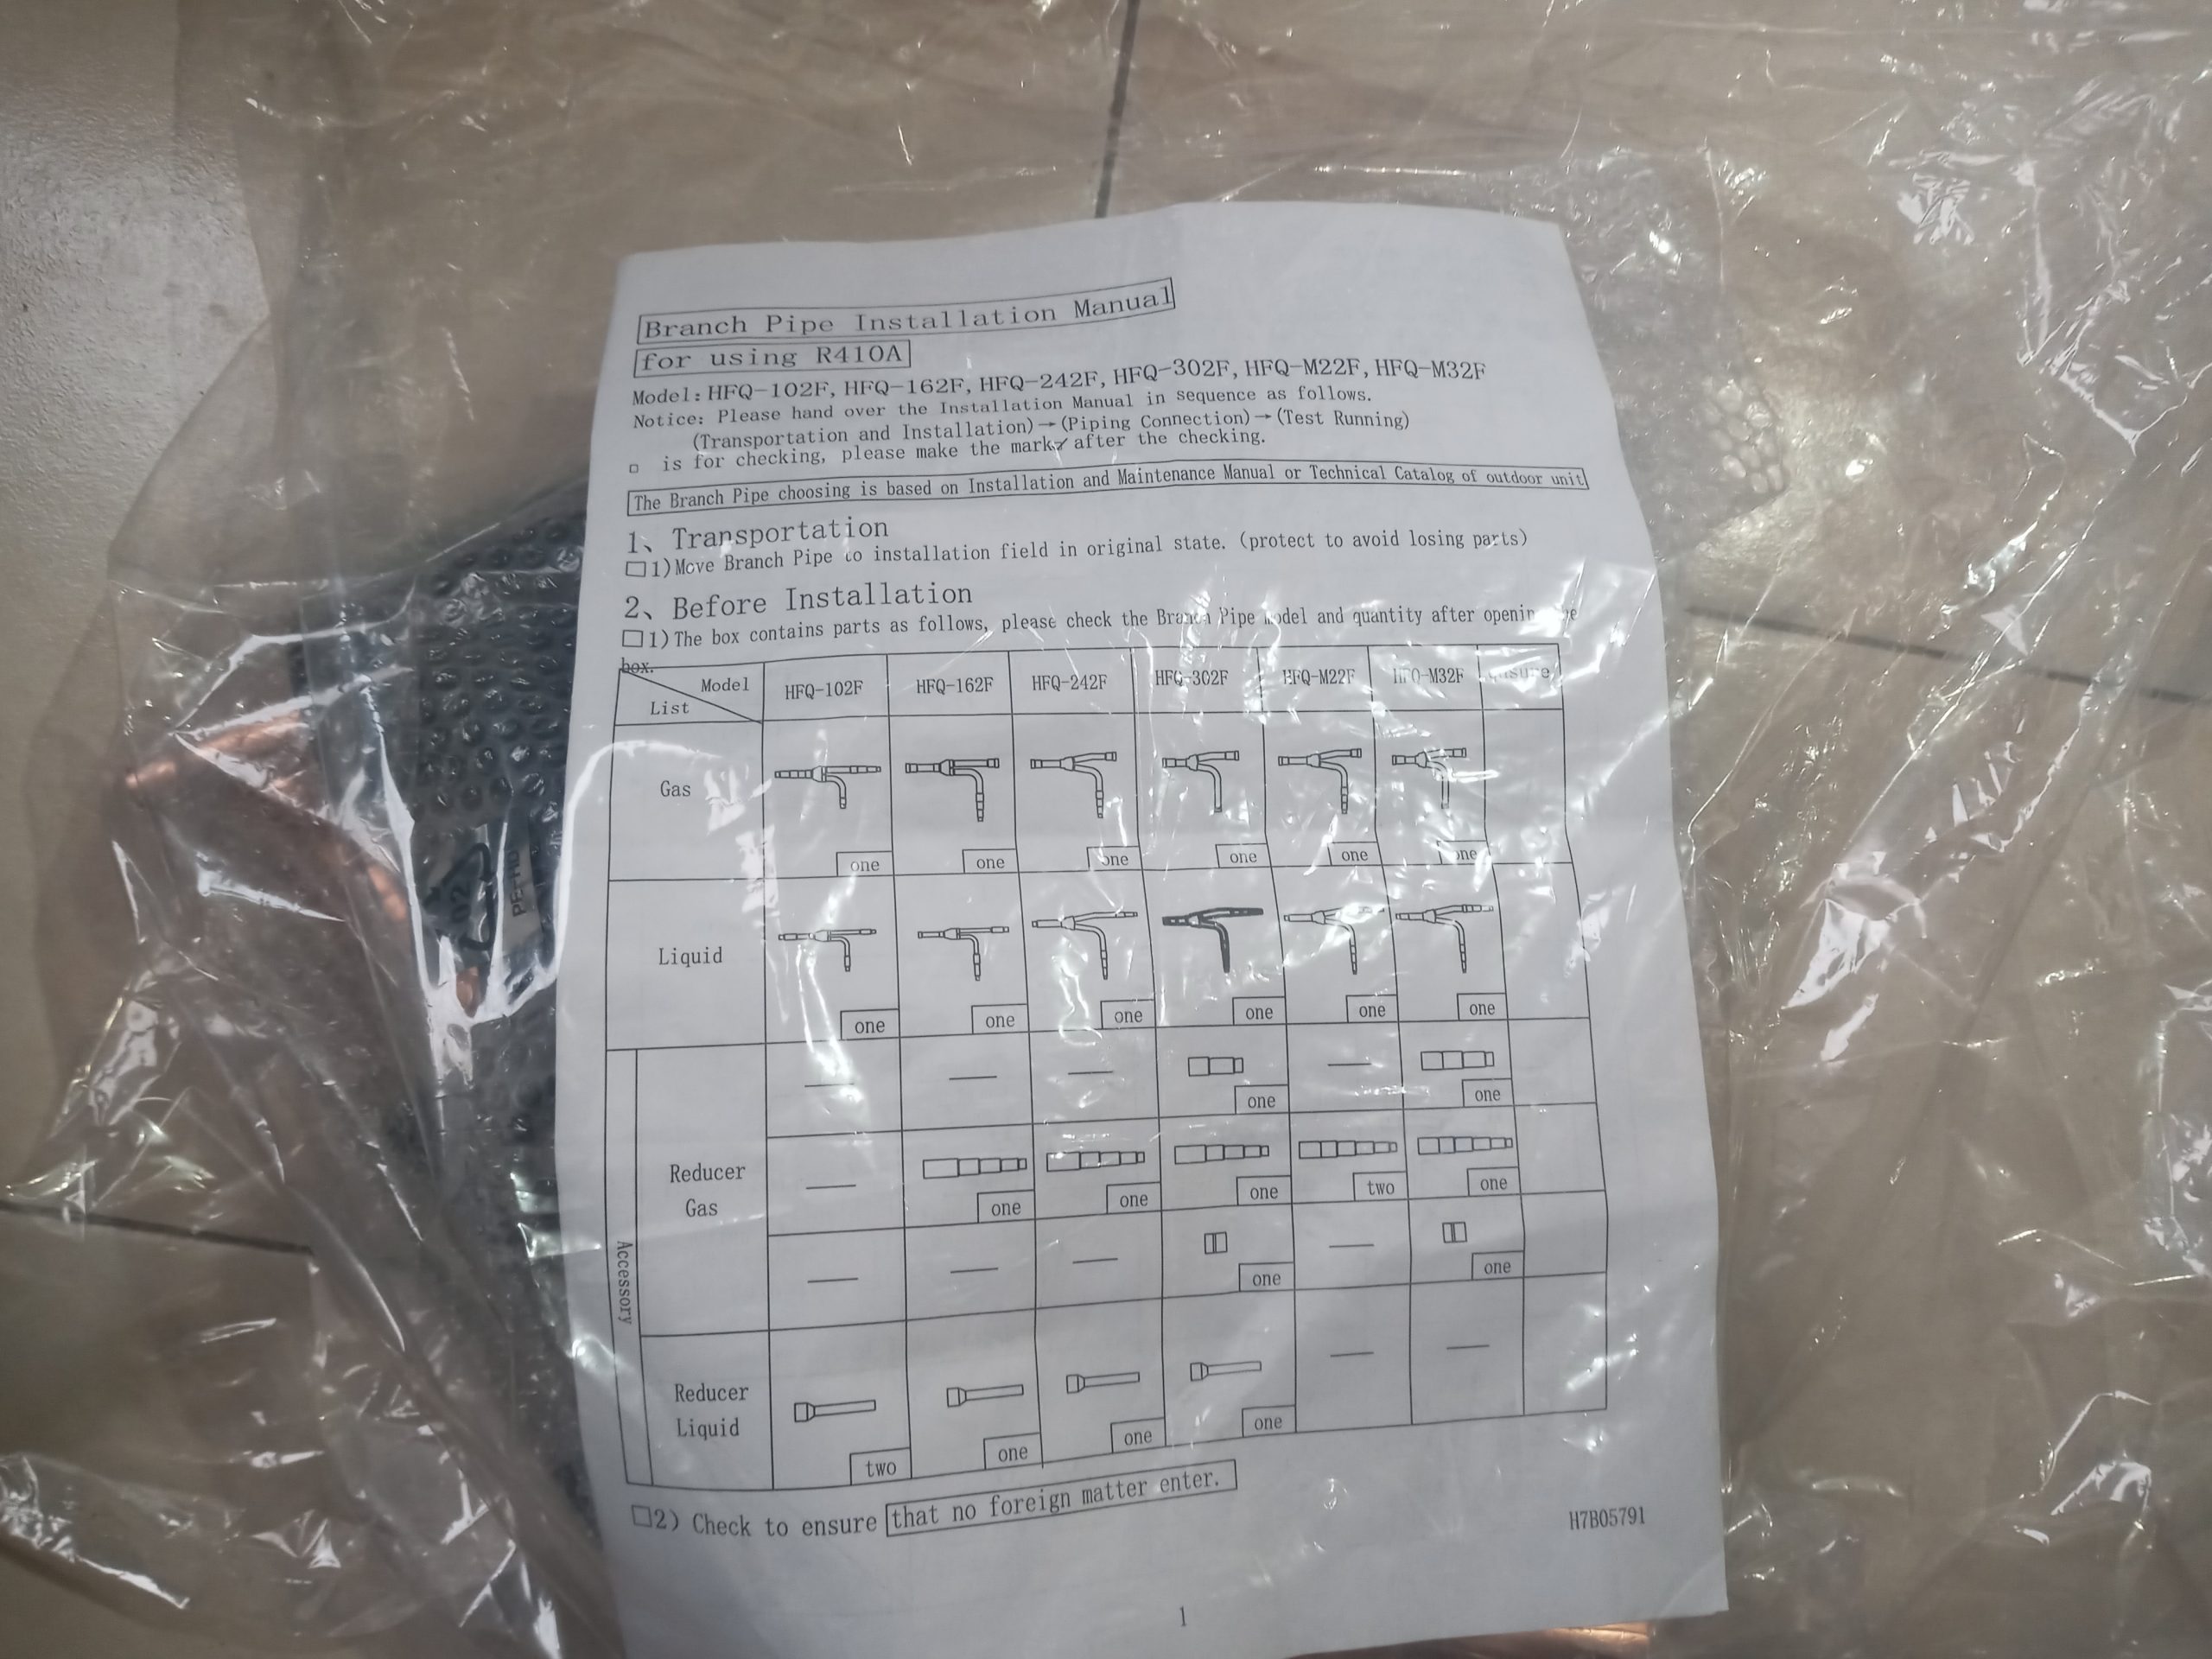 Branch Pipe Installation Manual
for using R410A
Model: HFQ-102F, HFQ-162F, HFQ-242F, HFQ-302F, HFQ-M22F, HFQ-M32F
Notice: Please hand over the Installation Manual in sequence as follows.
(Transportation and Installation)→(Piping Connection)→(Test Running)
□ is for checking, please make the mark✓ after the checking.
The Branch Pipe choosing is based on Installation and Maintenance Manual or Technical Catalog of outdoor unit
1、Transportation
□1)Move Branch Pipe to installation field in original state. (protect to avoid losing parts)
2、Before Installation
□1)The box contains parts as follows, please check the Branch Pipe model and quantity after openin
box.
Model HFQ-102F HFQ-162F HFQ-242F HFQ-302F HFQ-M22F HFQ-M32F
List
Gas
one one one one one one
Liquid
one one one one one one
— — — —
one one
Reducer Gas
—
one one one two one
— — — —
one one
Accessory
Reducer Liquid
— —
two one one one
□2) Check to ensure that no foreign matter enter.
H7B05791
1
02